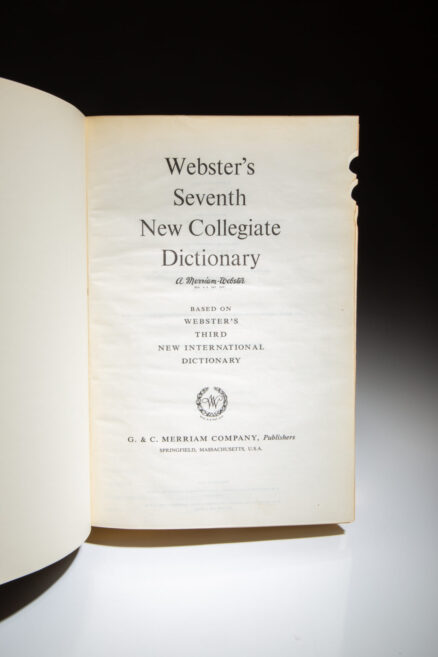 Webster's
Seventh
New Collegiate
Dictionary
A Merriam-Webster
BASED ON
WEBSTER'S
THIRD
NEW INTERNATIONAL
DICTIONARY
W
G. & C. MERRIAM COMPANY, Publishers
SPRINGFIELD, MASSACHUSETTS, U.S.A.